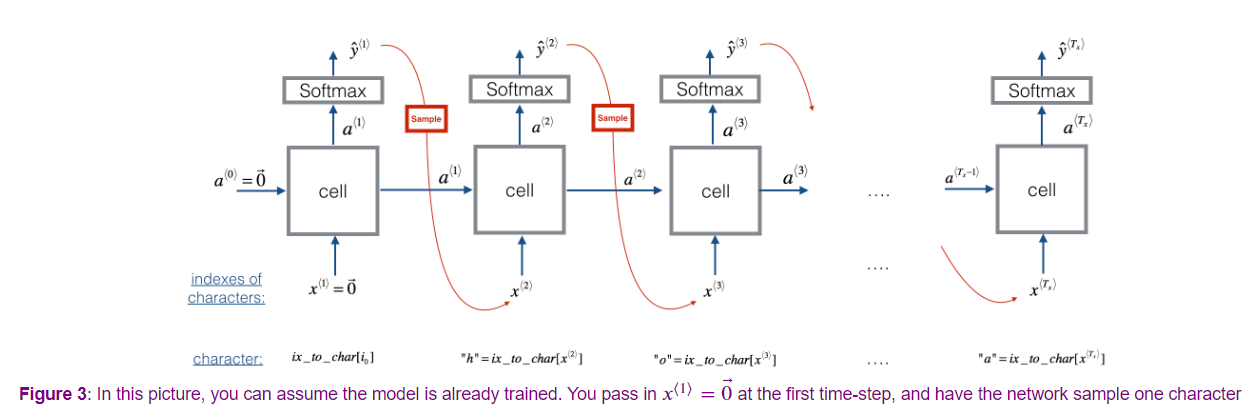 ŷ⟨1⟩ ŷ⟨2⟩ ŷ⟨3⟩ ŷ⟨Tₓ⟩
Softmax Softmax Softmax Softmax
Sample Sample
a⟨1⟩ a⟨2⟩ a⟨3⟩ a⟨Tₓ⟩
a⟨0⟩ = 0⃗ cell a⟨1⟩ cell a⟨2⟩ cell a⟨3⟩ .... a⟨Tₓ−1⟩ cell
....
indexes of
characters:
x⟨1⟩ = 0⃗ x⟨2⟩ x⟨3⟩ x⟨Tₓ⟩
character: ix_to_char[i₀] "h"=ix_to_char[x⟨2⟩] "o"=ix_to_char[x⟨3⟩] .... "a"=ix_to_char[x⟨Tₓ⟩]
Figure 3: In this picture, you can assume the model is already trained. You pass in x⟨1⟩ = 0⃗ at the first time-step, and have the network sample one character